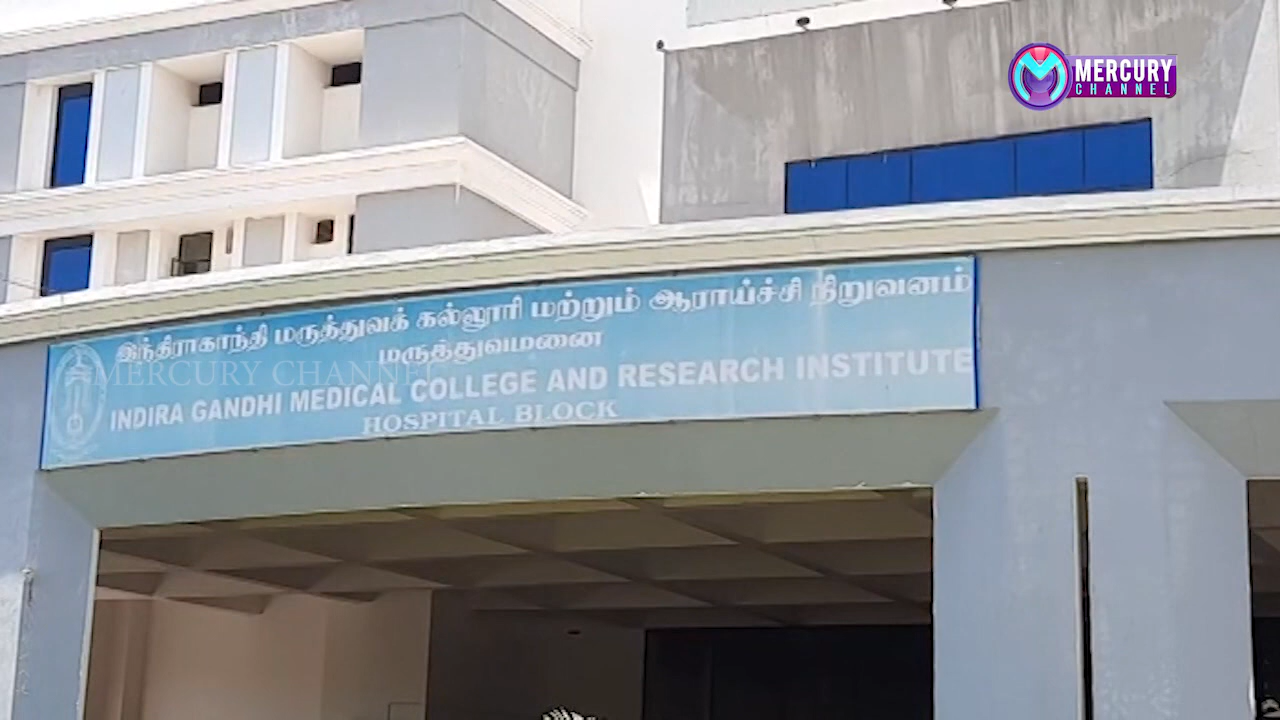 MERCURY
CHANNEL
இந்திராகாந்தி மருத்துவக் கல்லூரி மற்றும் ஆராய்ச்சி நிறுவனம்
மருத்துவமனை
MERCURY CHANNEL
INDIRA GANDHI MEDICAL COLLEGE AND RESEARCH INSTITUTE
HOSPITAL BLOCK